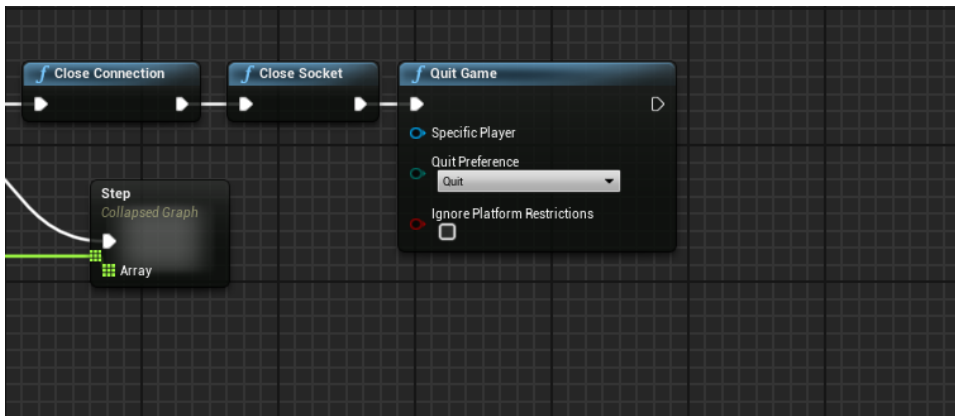 Close Connection
Close Socket
Quit Game
Specific Player
Quit Preference
Quit
Ignore Platform Restrictions
Step
Collapsed Graph
Array